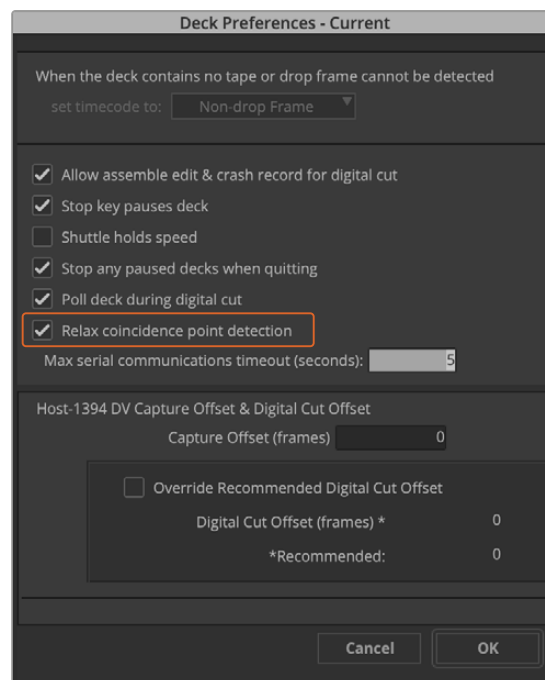 Deck Preferences - Current
When the deck contains no tape or drop frame cannot be detected
set timecode to: Non-drop Frame
Allow assemble edit & crash record for digital cut
Stop key pauses deck
Shuttle holds speed
Stop any paused decks when quitting
Poll deck during digital cut
Relax coincidence point detection
Max serial communications timeout (seconds): 5
Host-1394 DV Capture Offset & Digital Cut Offset
Capture Offset (frames) 0
Override Recommended Digital Cut Offset
Digital Cut Offset (frames) * 0
*Recommended: 0
Cancel OK